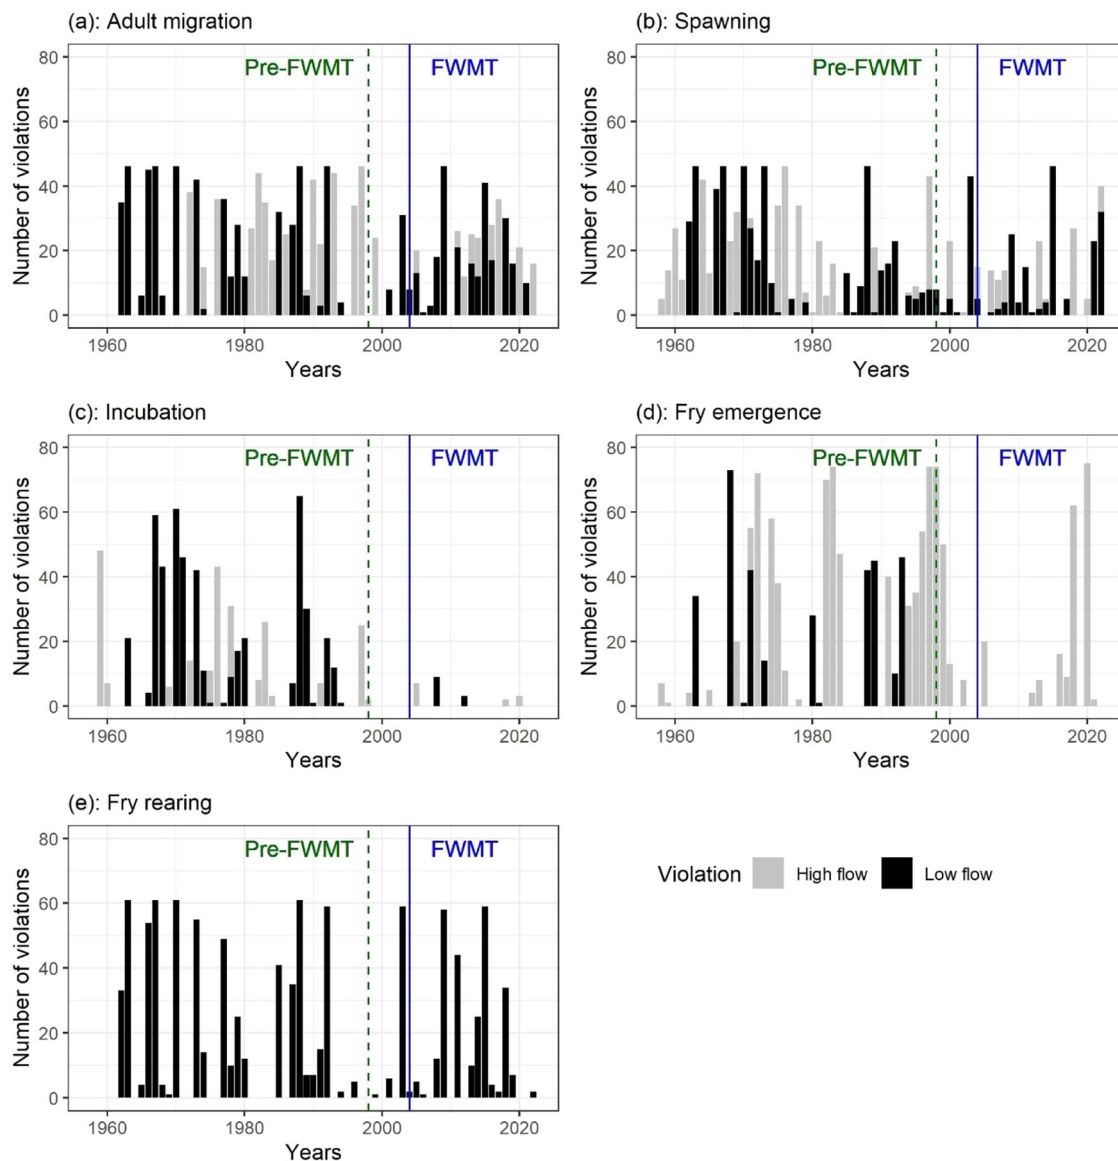 (a): Adult migration
Number of violations
80
60
40
20
0
Pre-FWMT
FWMT
1960
1980
2000
2020
Years
(b): Spawning
Number of violations
80
60
40
20
0
Pre-FWMT
FWMT
1960
1980
2000
2020
Years
(c): Incubation
Number of violations
80
60
40
20
0
Pre-FWMT
FWMT
1960
1980
2000
2020
Years
(d): Fry emergence
Number of violations
80
60
40
20
0
Pre-FWMT
FWMT
1960
1980
2000
2020
Years
(e): Fry rearing
Number of violations
80
60
40
20
0
Pre-FWMT
FWMT
1960
1980
2000
2020
Years
Violation
High flow
Low flow